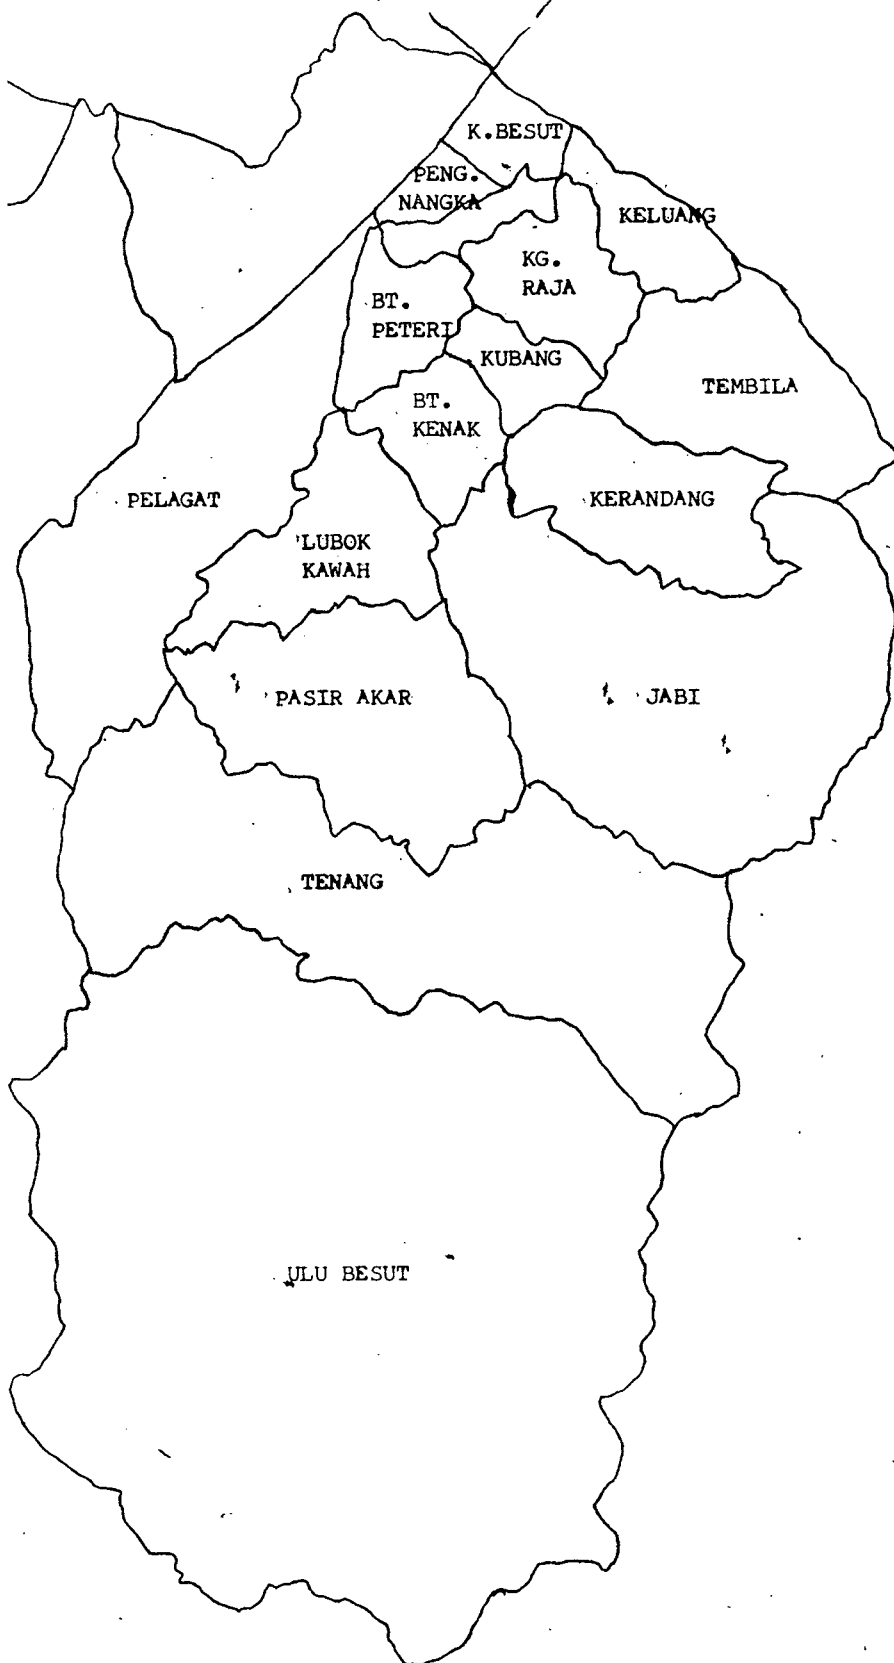 K.BESUT
PENG.
NANGKA
KELUANG
KG.
RAJA
BT.
PETERI
KUBANG
TEMBILA
BT.
KENAK
PELAGAT
KERANDANG
LUBOK
KAWAH
PASIR AKAR
JABI
TENANG
ULU BESUT